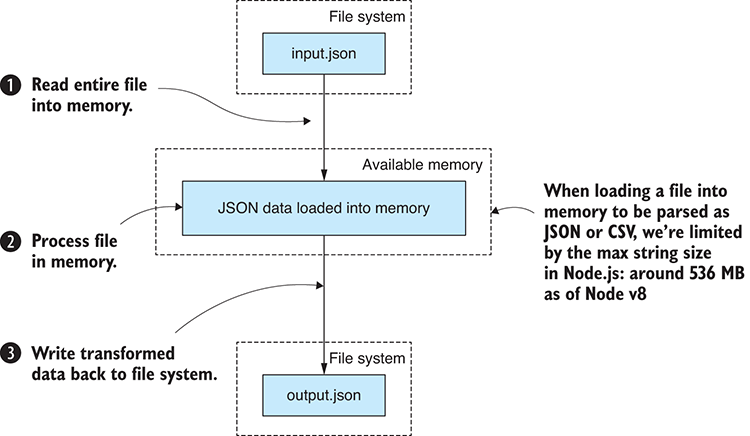 File system
input.json
1 Read entire file
into memory.
Available memory
JSON data loaded into memory
When loading a file into
memory to be parsed as
JSON or CSV, we’re limited
by the max string size
in Node.js: around 536 MB
as of Node v8
2 Process file
in memory.
3 Write transformed
data back to file system.
File system
output.json